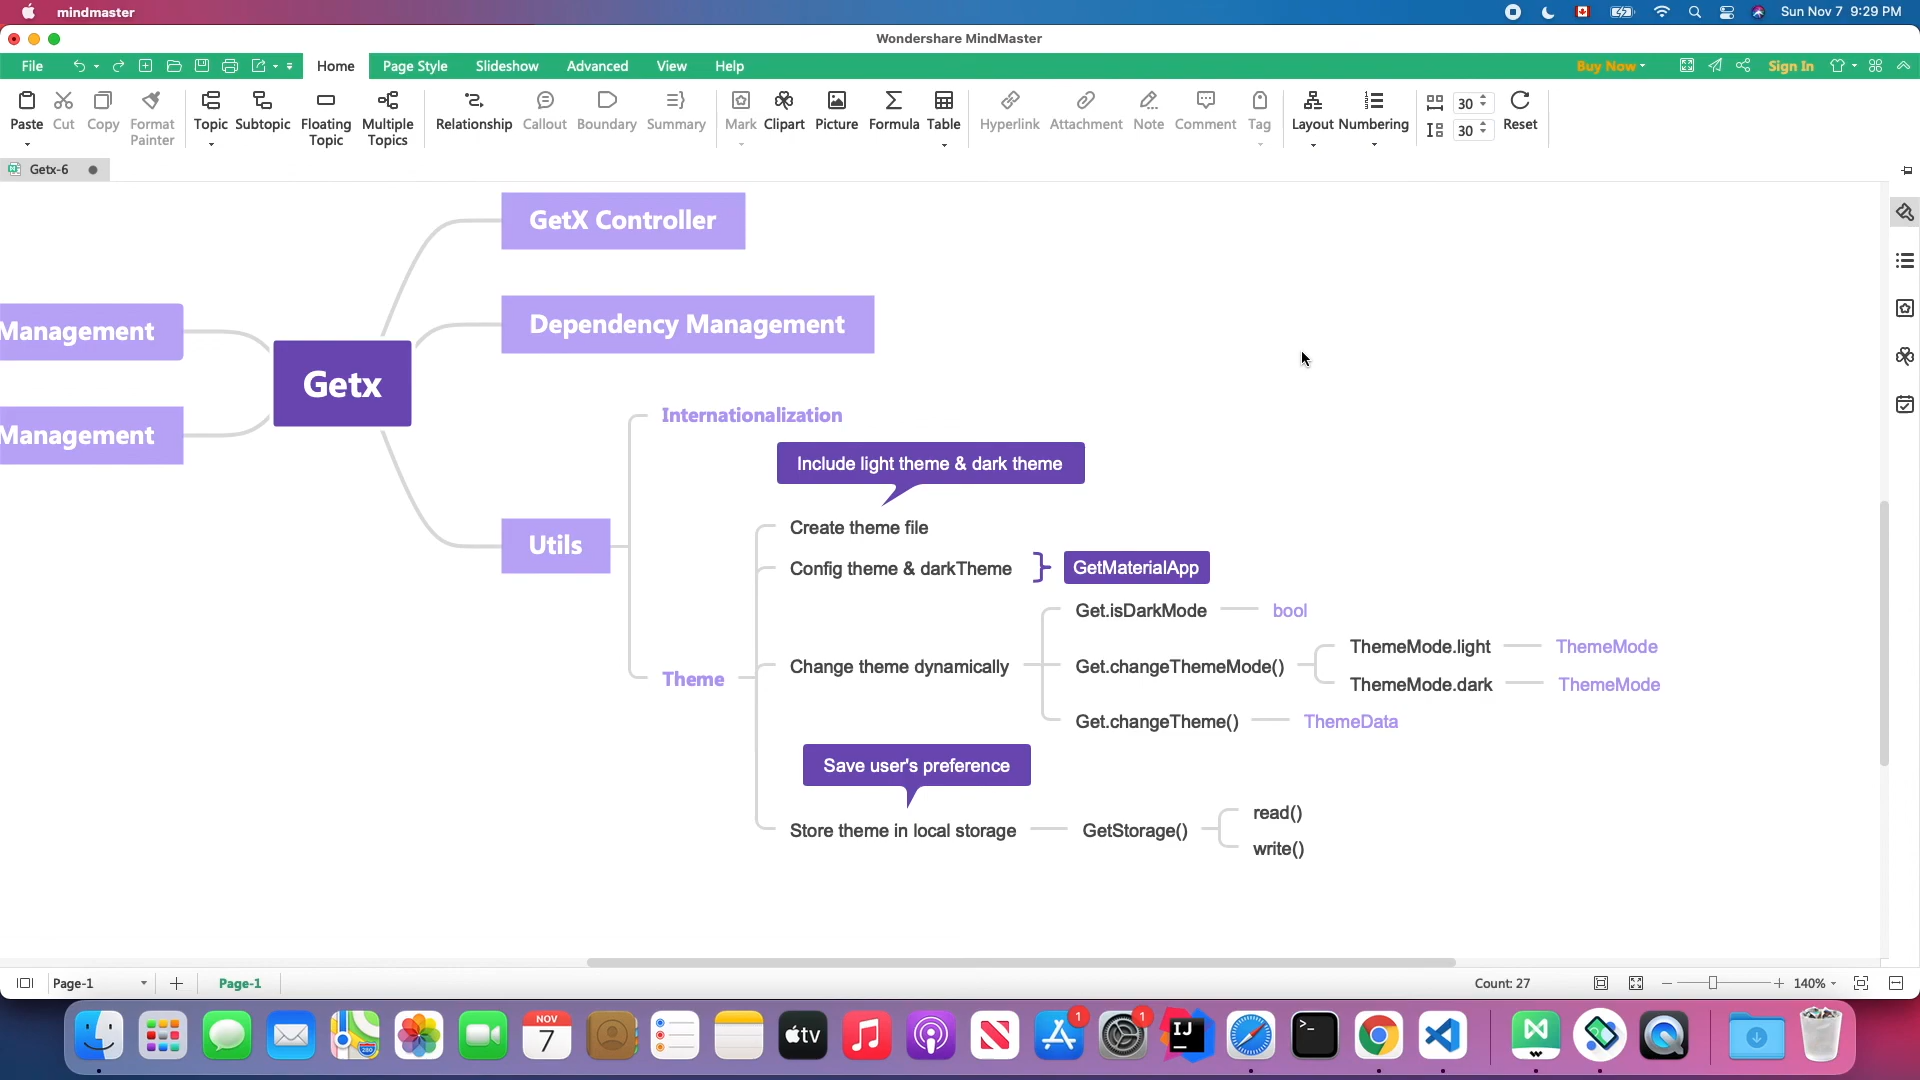 mindmaster
Sun Nov 7 9:29 PM
Wondershare MindMaster
File
Home
Page Style
Slideshow
Advanced
View
Help
Buy Now
Sign In
Paste
Cut
Copy
Format
Painter
Topic
Subtopic
Floating
Topic
Multiple
Topics
Relationship
Callout
Boundary
Summary
Mark
Clipart
Picture
Formula
Table
Hyperlink
Attachment
Note
Comment
Tag
Layout
Numbering
30
30
Reset
Getx-6
GetX Controller
Dependency Management
Management
Getx
Management
Internationalization
Include light theme & dark theme
Create theme file
Utils
Config theme & darkTheme
GetMaterialApp
Get.isDarkMode
bool
ThemeMode.light
ThemeMode
Change theme dynamically
Get.changeThemeMode()
Theme
ThemeMode.dark
ThemeMode
Get.changeTheme()
ThemeData
Save user's preference
read()
Store theme in local storage
GetStorage()
write()
Page-1
Page-1
Count: 27
140%
NOV
7
tv
1
1
IJ
>_